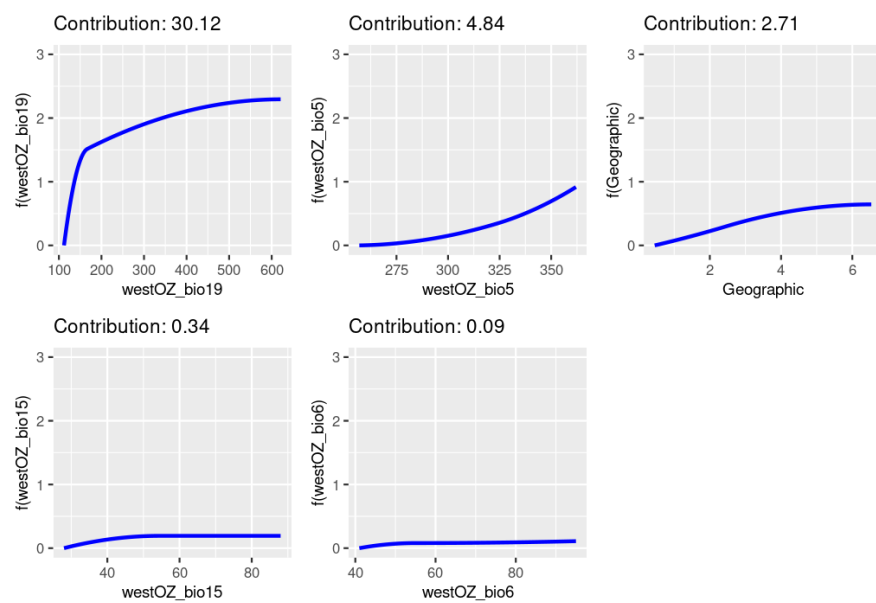 Contribution: 30.12
Contribution: 4.84
Contribution: 2.71
f(westOZ_bio19)
3
2
1
0
100 200 300 400 500 600
westOZ_bio19
f(westOZ_bio5)
3
2
1
0
275 300 325 350
westOZ_bio5
f(Geographic)
3
2
1
0
2 4 6
Geographic
Contribution: 0.34
Contribution: 0.09
f(westOZ_bio15)
3
2
1
0
40 60 80
westOZ_bio15
f(westOZ_bio6)
3
2
1
0
40 60 80
westOZ_bio6